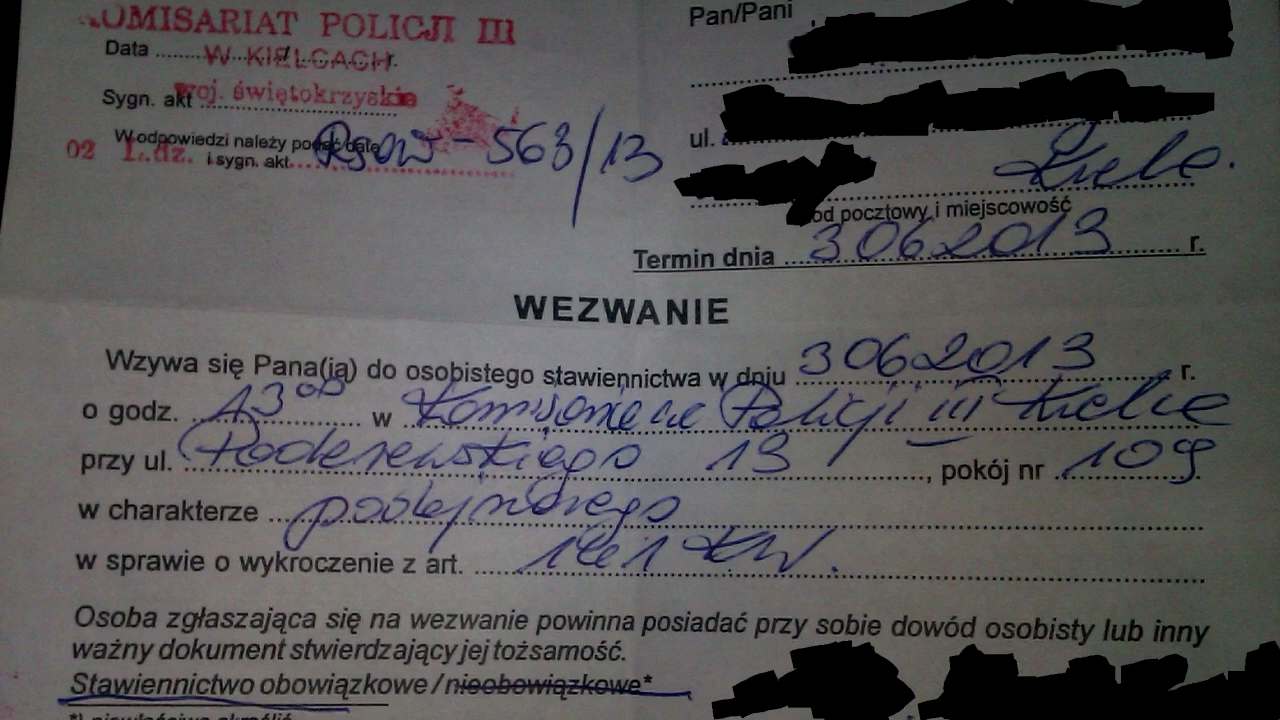 KOMISARIAT POLICJI III
W KIELCACH
woj. świętokrzyskie
Data
Sygn. akt
W odpowiedzi należy podać datę
02 L.dz. i sygn. akt RSOW-563/13
Pan/Pani
ul.
Kielc.
kod pocztowy i miejscowość
Termin dnia 3 06 2013 r.
WEZWANIE
Wzywa się Pana(ią) do osobistego stawiennictwa w dniu 3 06 2013 r.
o godz. 13 00 w Komisariacie Policji III Kielce
przy ul. Paderewskiego 13, pokój nr 109
w charakterze podejrzanego
w sprawie o wykroczenie z art. KW.
Osoba zgłaszająca się na wezwanie powinna posiadać przy sobie dowód osobisty lub inny
ważny dokument stwierdzający jej tożsamość.
Stawiennictwo obowiązkowe / nieobowiązkowe*
*) niewłaściwe skreślić